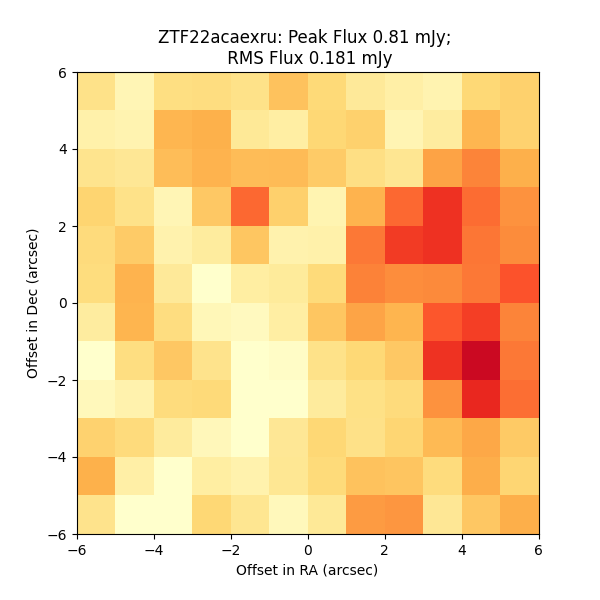 ZTF22acaexru: Peak Flux 0.81 mJy;
RMS Flux 0.181 mJy
6
4
2
0
−2
−4
−6
Offset in Dec (arcsec)
−6 −4 −2 0 2 4 6
Offset in RA (arcsec)